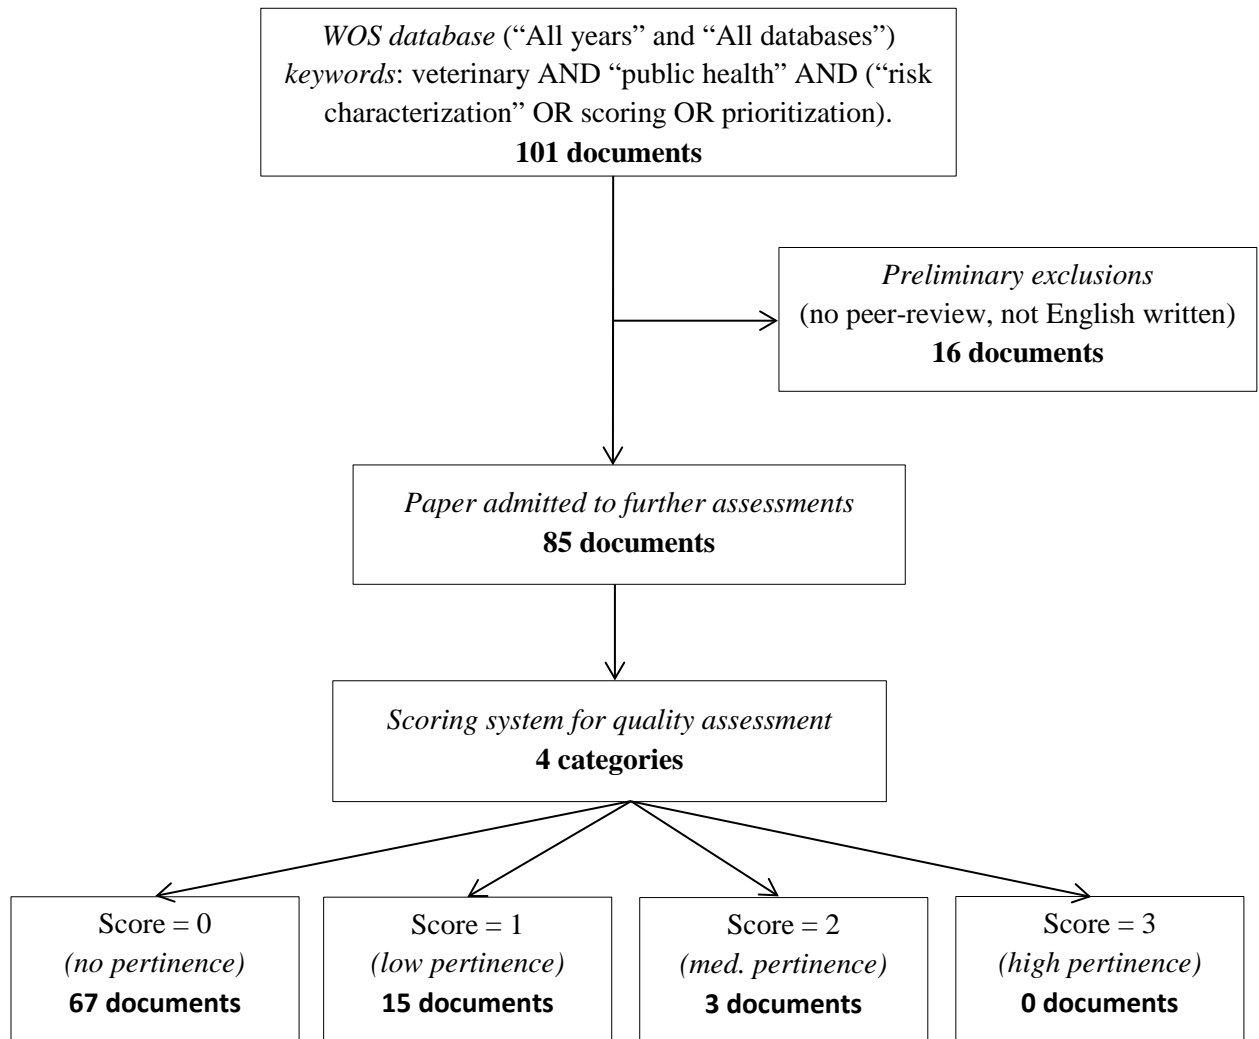 WOS database (“All years” and “All databases”)
keywords: veterinary AND “public health” AND (“risk
characterization” OR scoring OR prioritization).
101 documents
Preliminary exclusions
(no peer-review, not English written)
16 documents
Paper admitted to further assessments
85 documents
Scoring system for quality assessment
4 categories
Score = 0
(no pertinence)
67 documents
Score = 1
(low pertinence)
15 documents
Score = 2
(med. pertinence)
3 documents
Score = 3
(high pertinence)
0 documents